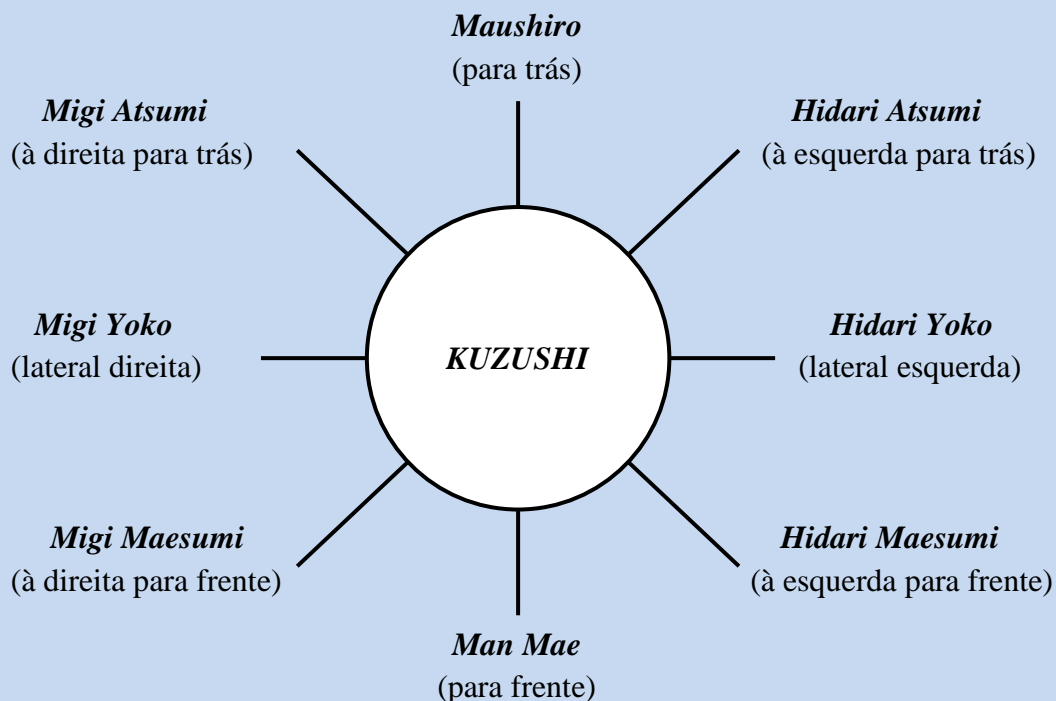 Maushiro
(para trás)
Migi Atsumi
(à direita para trás)
Hidari Atsumi
(à esquerda para trás)
Migi Yoko
(lateral direita)
KUZUSHI
Hidari Yoko
(lateral esquerda)
Migi Maesumi
(à direita para frente)
Hidari Maesumi
(à esquerda para frente)
Man Mae
(para frente)